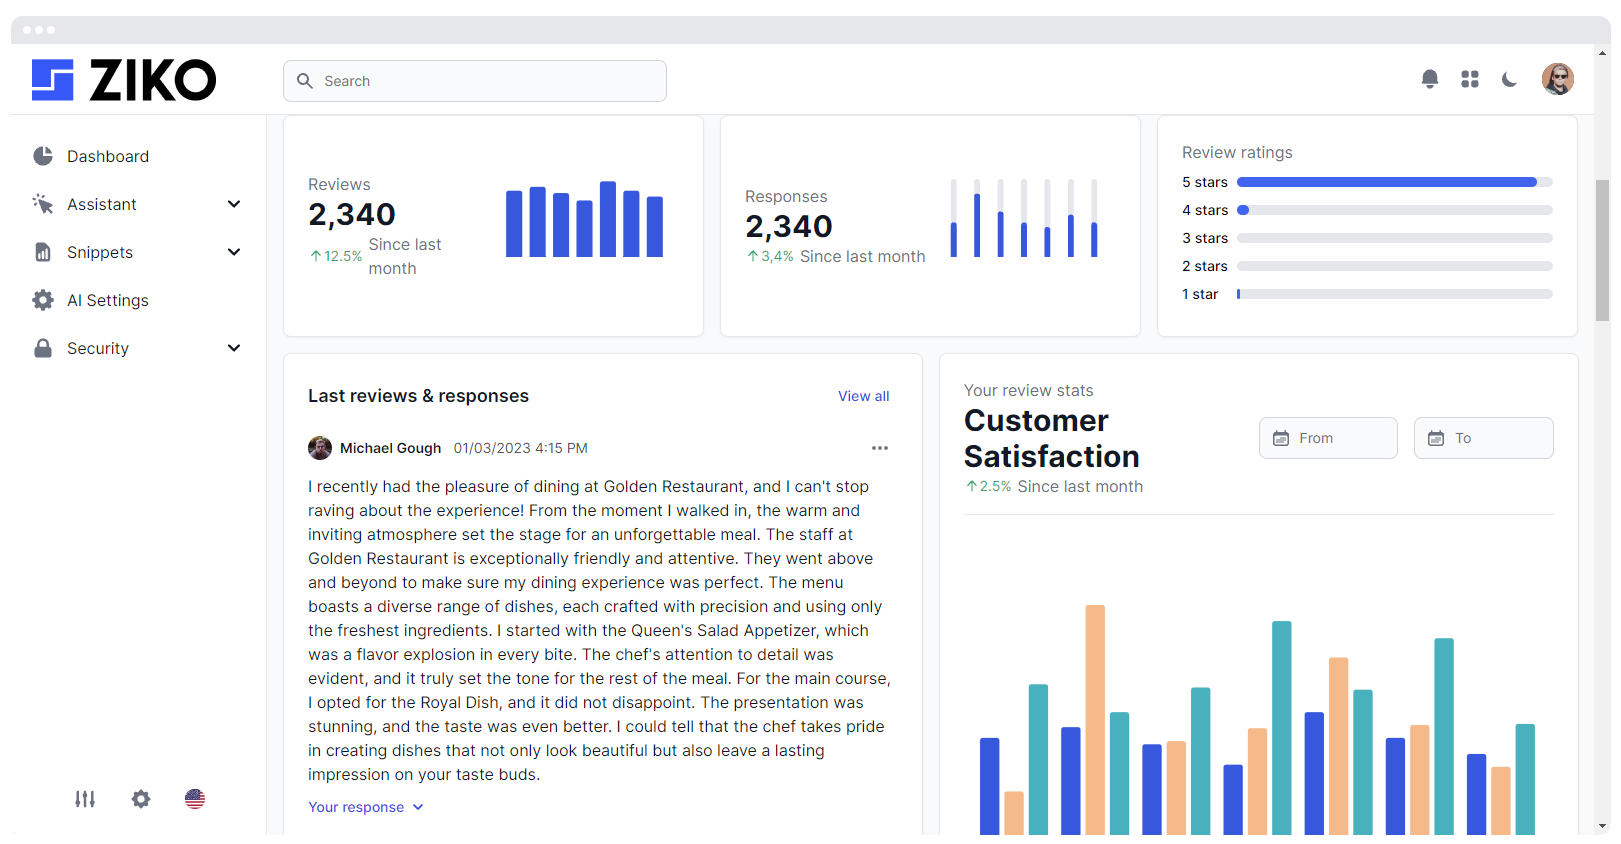 ZIKO
Search
Dashboard
Assistant
Snippets
AI Settings
Security
Reviews
2,340
12.5% Since last
month
Responses
2,340
3,4% Since last month
Review ratings
5 stars
4 stars
3 stars
2 stars
1 star
Last reviews & responses
View all
Michael Gough 01/03/2023 4:15 PM
I recently had the pleasure of dining at Golden Restaurant, and I can't stop
raving about the experience! From the moment I walked in, the warm and
inviting atmosphere set the stage for an unforgettable meal. The staff at
Golden Restaurant is exceptionally friendly and attentive. They went above
and beyond to make sure my dining experience was perfect. The menu
boasts a diverse range of dishes, each crafted with precision and using only
the freshest ingredients. I started with the Queen's Salad Appetizer, which
was a flavor explosion in every bite. The chef's attention to detail was
evident, and it truly set the tone for the rest of the meal. For the main course,
I opted for the Royal Dish, and it did not disappoint. The presentation was
stunning, and the taste was even better. I could tell that the chef takes pride
in creating dishes that not only look beautiful but also leave a lasting
impression on your taste buds.
Your response
Your review stats
Customer
Satisfaction
2.5% Since last month
From
To